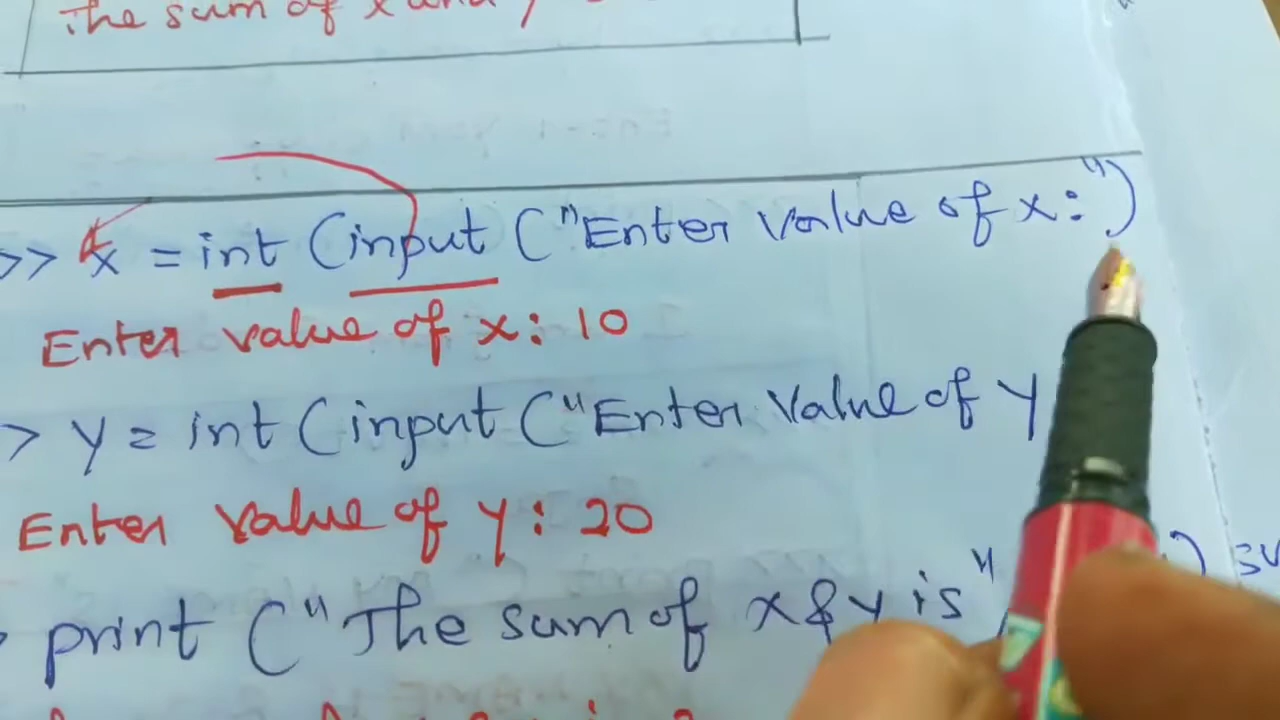 The sum of x and y
>> x = int (input ("Enter Value of x:")
Enter value of x: 10
> y = int (input ("Enter Value of y
Enter value of y: 20
print ("The sum of x & y is"